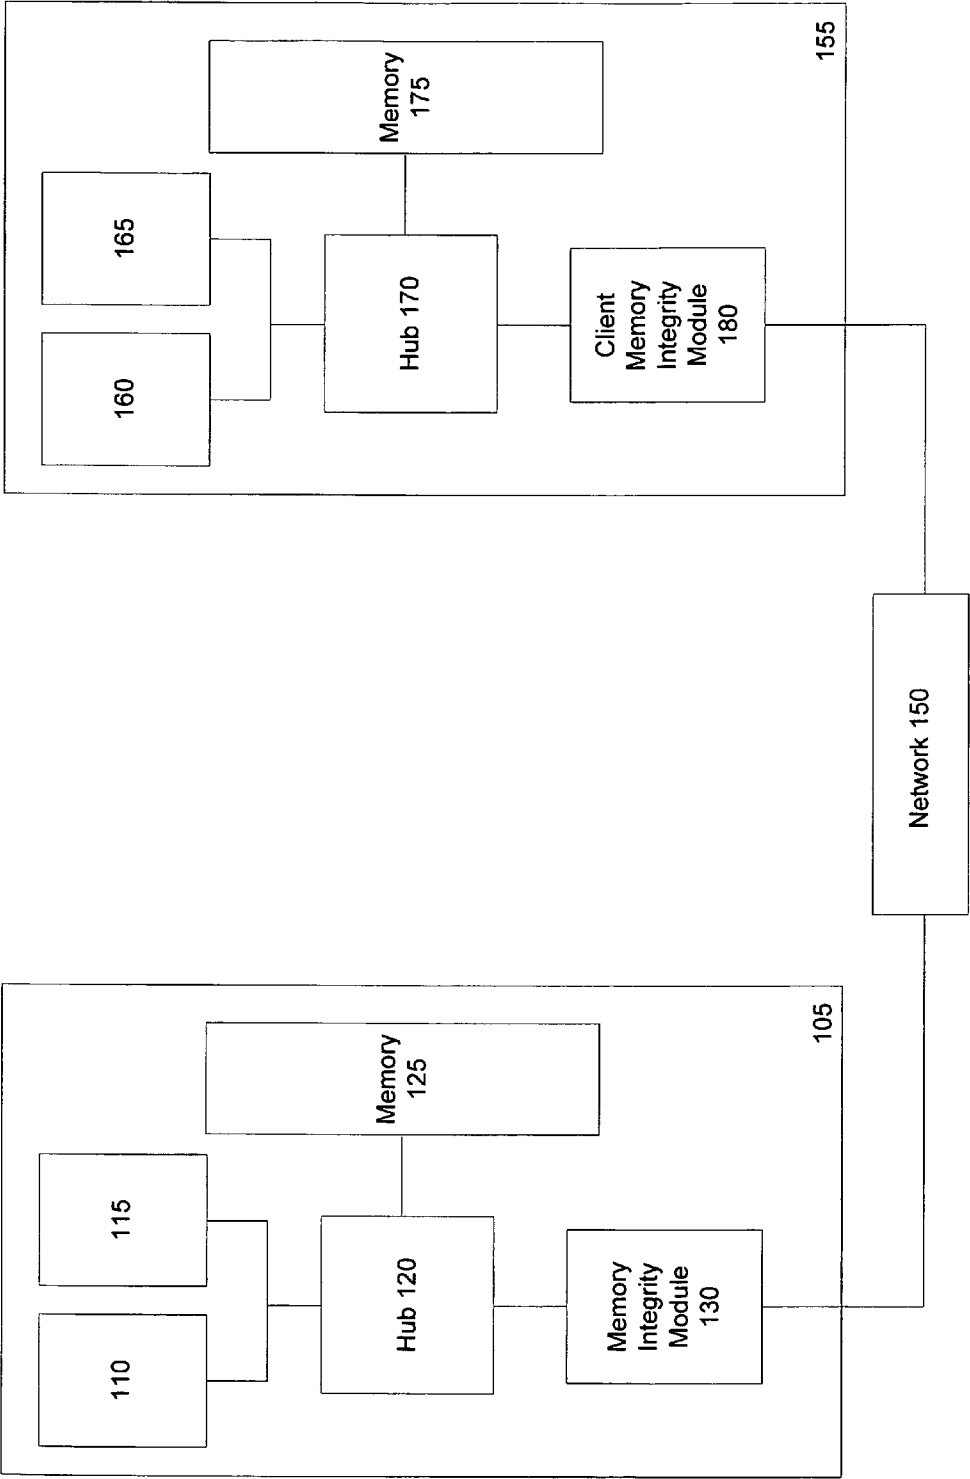 110
115
Hub 120
Memory
125
Memory
Integrity
Module
130
105
Network 150
160
165
Hub 170
Memory
175
Client
Memory
Integrity
Module
180
155